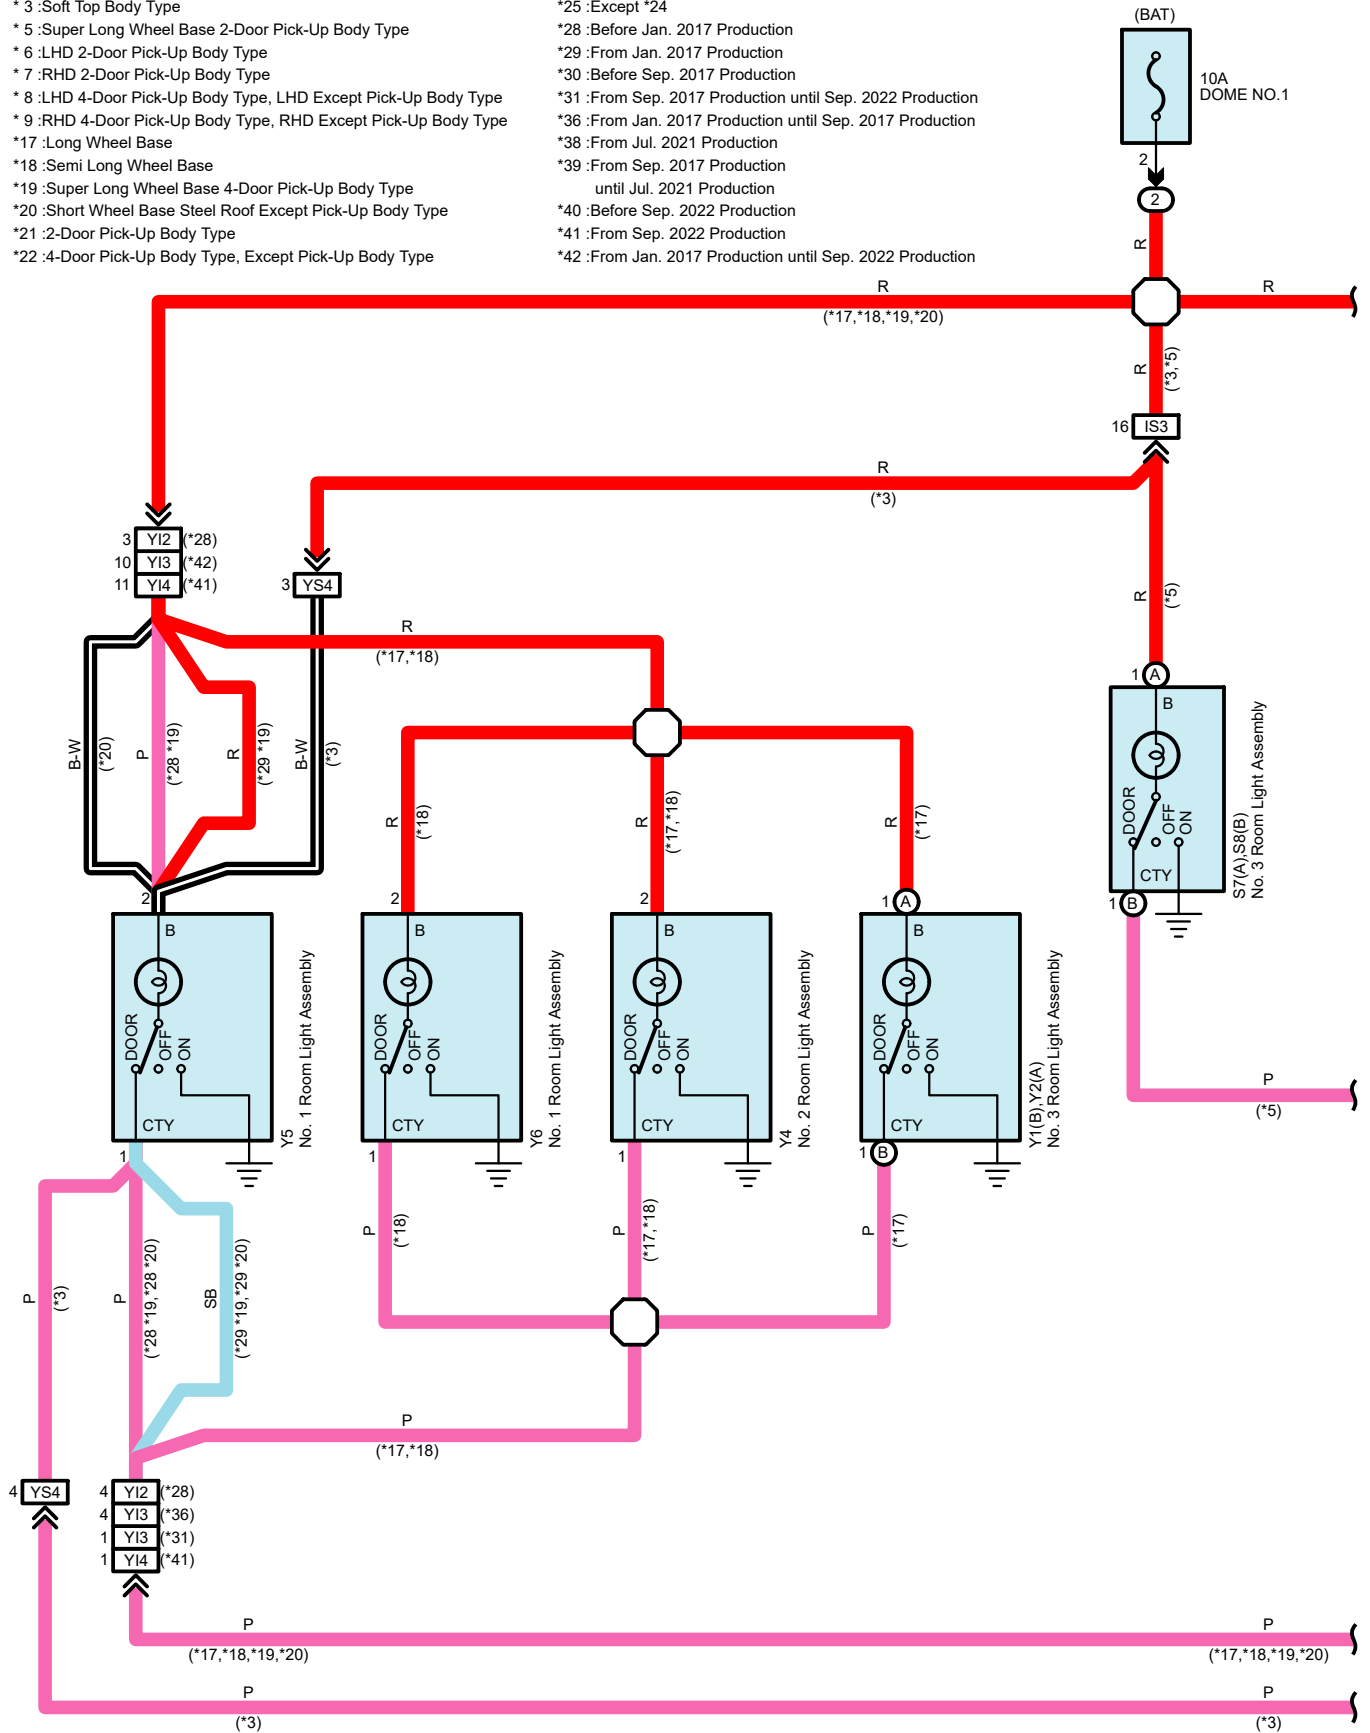 * 3 :Soft Top Body Type
* 5 :Super Long Wheel Base 2-Door Pick-Up Body Type
* 6 :LHD 2-Door Pick-Up Body Type
* 7 :RHD 2-Door Pick-Up Body Type
* 8 :LHD 4-Door Pick-Up Body Type, LHD Except Pick-Up Body Type
* 9 :RHD 4-Door Pick-Up Body Type, RHD Except Pick-Up Body Type
*17 :Long Wheel Base
*18 :Semi Long Wheel Base
*19 :Super Long Wheel Base 4-Door Pick-Up Body Type
*20 :Short Wheel Base Steel Roof Except Pick-Up Body Type
*21 :2-Door Pick-Up Body Type
*22 :4-Door Pick-Up Body Type, Except Pick-Up Body Type
*25 :Except *24
*28 :Before Jan. 2017 Production
*29 :From Jan. 2017 Production
*30 :Before Sep. 2017 Production
*31 :From Sep. 2017 Production until Sep. 2022 Production
*36 :From Jan. 2017 Production until Sep. 2017 Production
*38 :From Jul. 2021 Production
*39 :From Sep. 2017 Production
until Jul. 2021 Production
*40 :Before Sep. 2022 Production
*41 :From Sep. 2022 Production
*42 :From Jan. 2017 Production until Sep. 2022 Production
(BAT)
10A
DOME NO.1
2
2
R
R
(*17,*18,*19,*20)
R
R
(*3,*5)
16 IS3
R
(*3)
3 YI2 (*28)
10 YI3 (*42)
11 YI4 (*41)
3 YS4
R
(*5)
R
(*17,*18)
B-W
(*20)
P
(*28 *19)
R
(*29 *19)
B-W
(*3)
R
(*18)
R
(*17,*18)
R
(*17)
1 A
B
DOOR
OFF
ON
CTY
1 B
S7(A),S8(B)
No. 3 Room Light Assembly
2
B
DOOR
OFF
ON
CTY
1
Y5
No. 1 Room Light Assembly
2
B
DOOR
OFF
ON
CTY
1
Y6
No. 1 Room Light Assembly
2
B
DOOR
OFF
ON
CTY
1
Y4
No. 2 Room Light Assembly
1 A
B
DOOR
OFF
ON
CTY
1 B
Y1(B),Y2(A)
No. 3 Room Light Assembly
P
(*5)
P
(*3)
P
(*28 *19,*28 *20)
SB
(*29 *19,*29 *20)
P
(*18)
P
(*17,*18)
P
(*17)
P
(*17,*18)
4 YS4
4 YI2 (*28)
4 YI3 (*36)
1 YI3 (*31)
1 YI4 (*41)
P
(*17,*18,*19,*20)
P
(*17,*18,*19,*20)
P
(*3)
P
(*3)